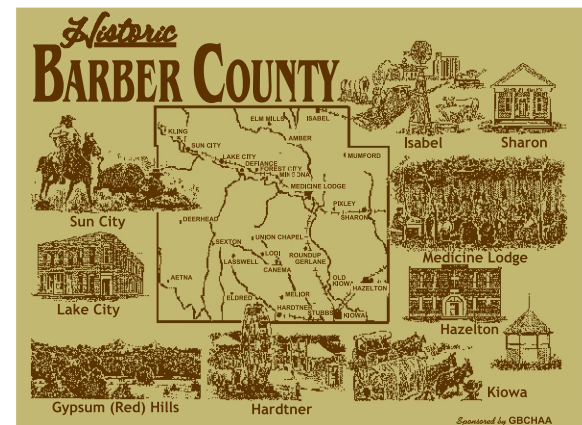 Historic
BARBER COUNTY
ISABEL
ELM MILLS
KLING
AMBER
SUN CITY
MUMFORD
LAKE CITY
DEFIANCE
FOREST CITY
MEDICINE LODGE
PIXLEY
SHARON
DEERHEAD
UNION CHAPEL
SEXTON
LODI
ROUNDUP
LASSWELL
GERLANE
CANEMA
AETNA
OLD
KIOWA
HAZELTON
ELDRED
MELIOR
HARDTNER
STUBBS
KIOWA
Isabel
Sharon
Sun City
Medicine Lodge
Lake City
Hazelton
Kiowa
Gypsum (Red) Hills
Hardtner
Sponsored by GBCHAA